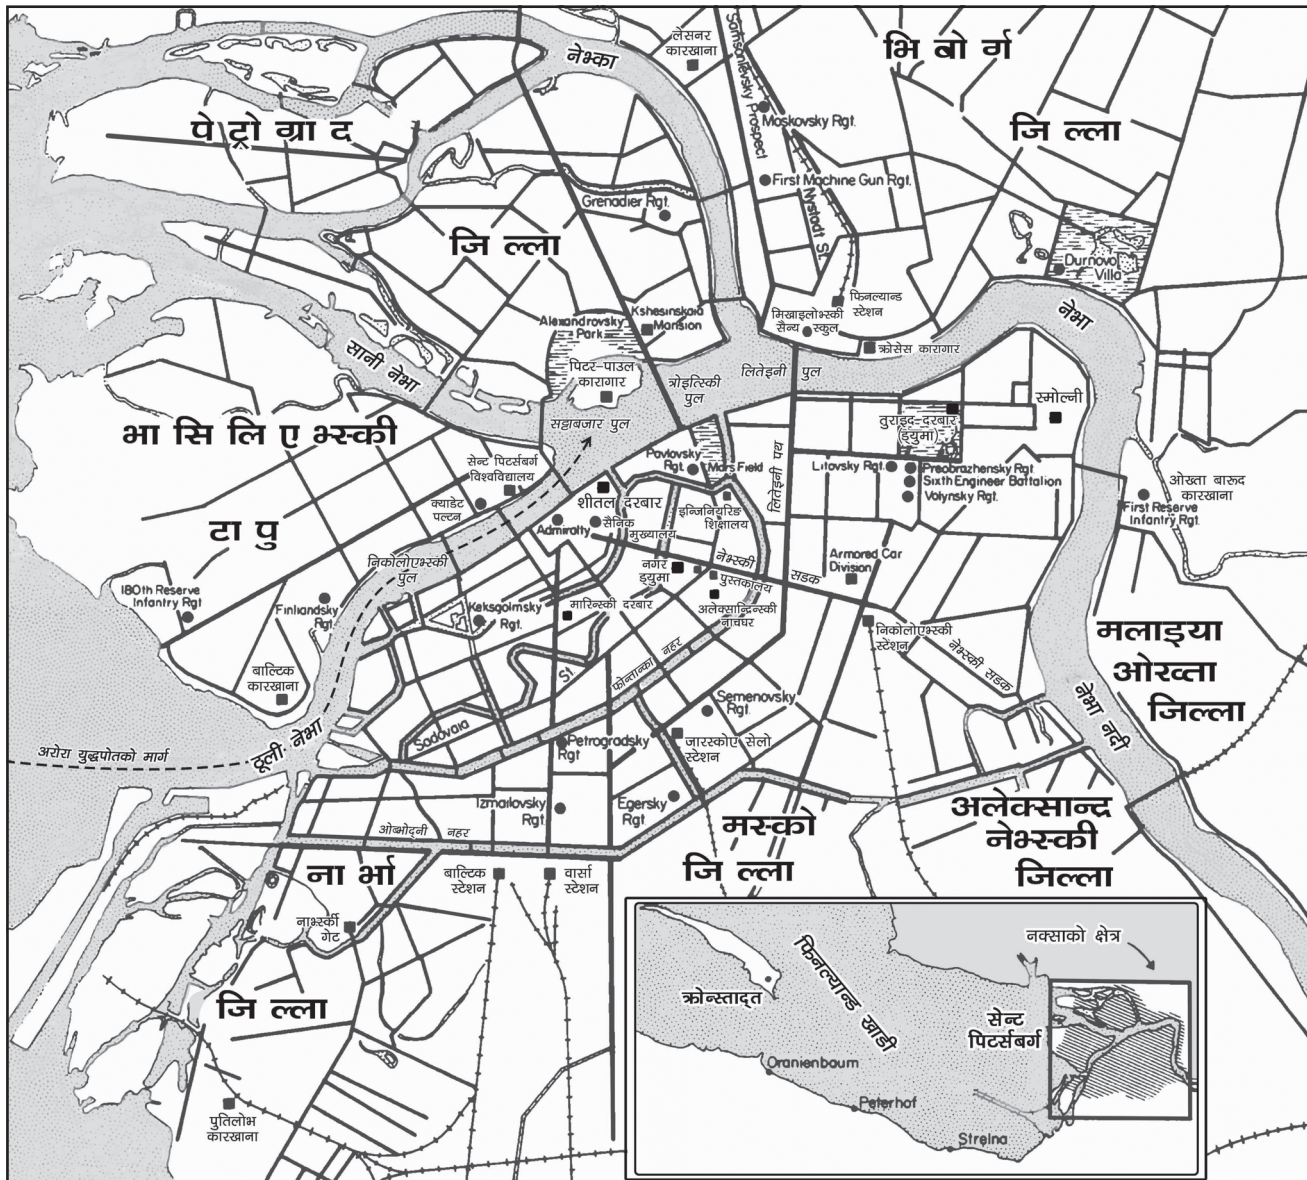 नेभ्का
लेसनर
कारखाना
Samsonievsky Prospect
भिबोर्ग
जिल्ला
पेट्रोग्राद
जिल्ला
Moskovsky Rgt.
First Machine Gun Rgt.
Nystadt St.
Grenadier Rgt.
Durnovo
Villa
फिनल्यान्ड
स्टेशन
मिखाइलोभ्स्की
सैन्य स्कुल
Kshesinskaia
Mansion
Alexandrovsky
Park
क्रोसेस कारागार
नेभा
सानी नेभा
पिटर-पाउल
कारागार
त्रोइत्स्की
पुल
लितेइनी पुल
स्मोल्नी
तुराइद-दरबार
(ड्युमा)
भासिलिएभ्स्की
टापु
सट्टाबजार पुल
सेन्ट पिटर्सबर्ग
विश्वविद्यालय
क्याडेट
पल्टन
Pavlovsky
Rgt.
Mars Field
लितेइनी पथ
Litovsky Rgt.
Preobrazhensky Rgt.
Sixth Engineer Battalion
Volynsky Rgt.
ओख्ता बारुद
कारखाना
First Reserve
Infantry Rgt.
शीतल दरबार
Admiralty
सैनिक
मुख्यालय
इन्जिनियरिङ
शिक्षालय
निकोलोएभ्स्की
पुल
नगर
ड्युमा
नेभ्स्की
सडक
पुस्तकालय
Armored Car
Division
180th Reserve
Infantry Rgt
Finliandsky
Rgt.
Keksgolmsky
Rgt.
मारिन्स्की दरबार
अलेक्सान्द्रिन्स्की
नाचघर
निकोलोएभ्स्की
स्टेंशन
नेभ्स्की सडक
मलाइया
ओख्ता
जिल्ला
बाल्टिक
कारखाना
फोन्तान्का नहर
Sadovaia
St
Semenovsky
Rgt.
नेभा नदी
अरोरा युद्धपोतको मार्ग
ठूली नेभा
Petrogradsky
Rgt
जारस्कोए सेलो
स्टेशन
Izmailovsky
Rgt
Egersky
Rgt.
ओब्भोद्नी नहर
मस्को
जिल्ला
अलेक्सान्द्र
नेभ्स्की
जिल्ला
नार्भा
जिल्ला
बाल्टिक
स्टेशन
वार्सा
स्टेशन
नार्भ्स्की
गेट
पुतिलोभ
कारखाना
नक्साको क्षेत्र
क्रोन्स्ताद्त
फिनल्यान्ड खाडी
सेन्ट
पिटर्सबर्ग
Oranienbaum
Peterhof
Strelna